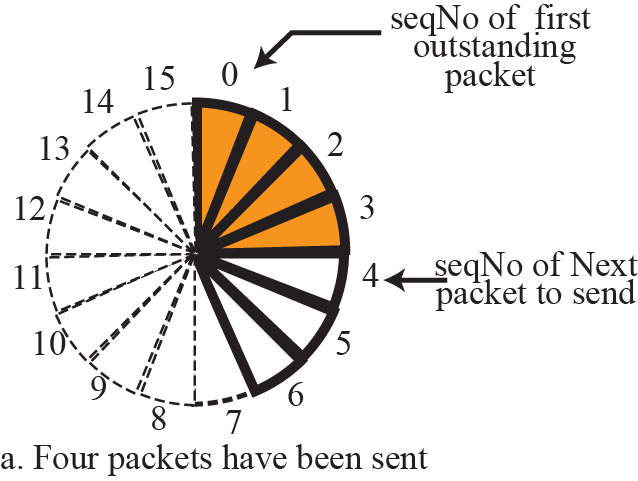 seqNo of first
outstanding
packet
0
1
2
3
4
5
6
7
8
9
10
11
12
13
14
15
seqNo of Next
packet to send
a. Four packets have been sent